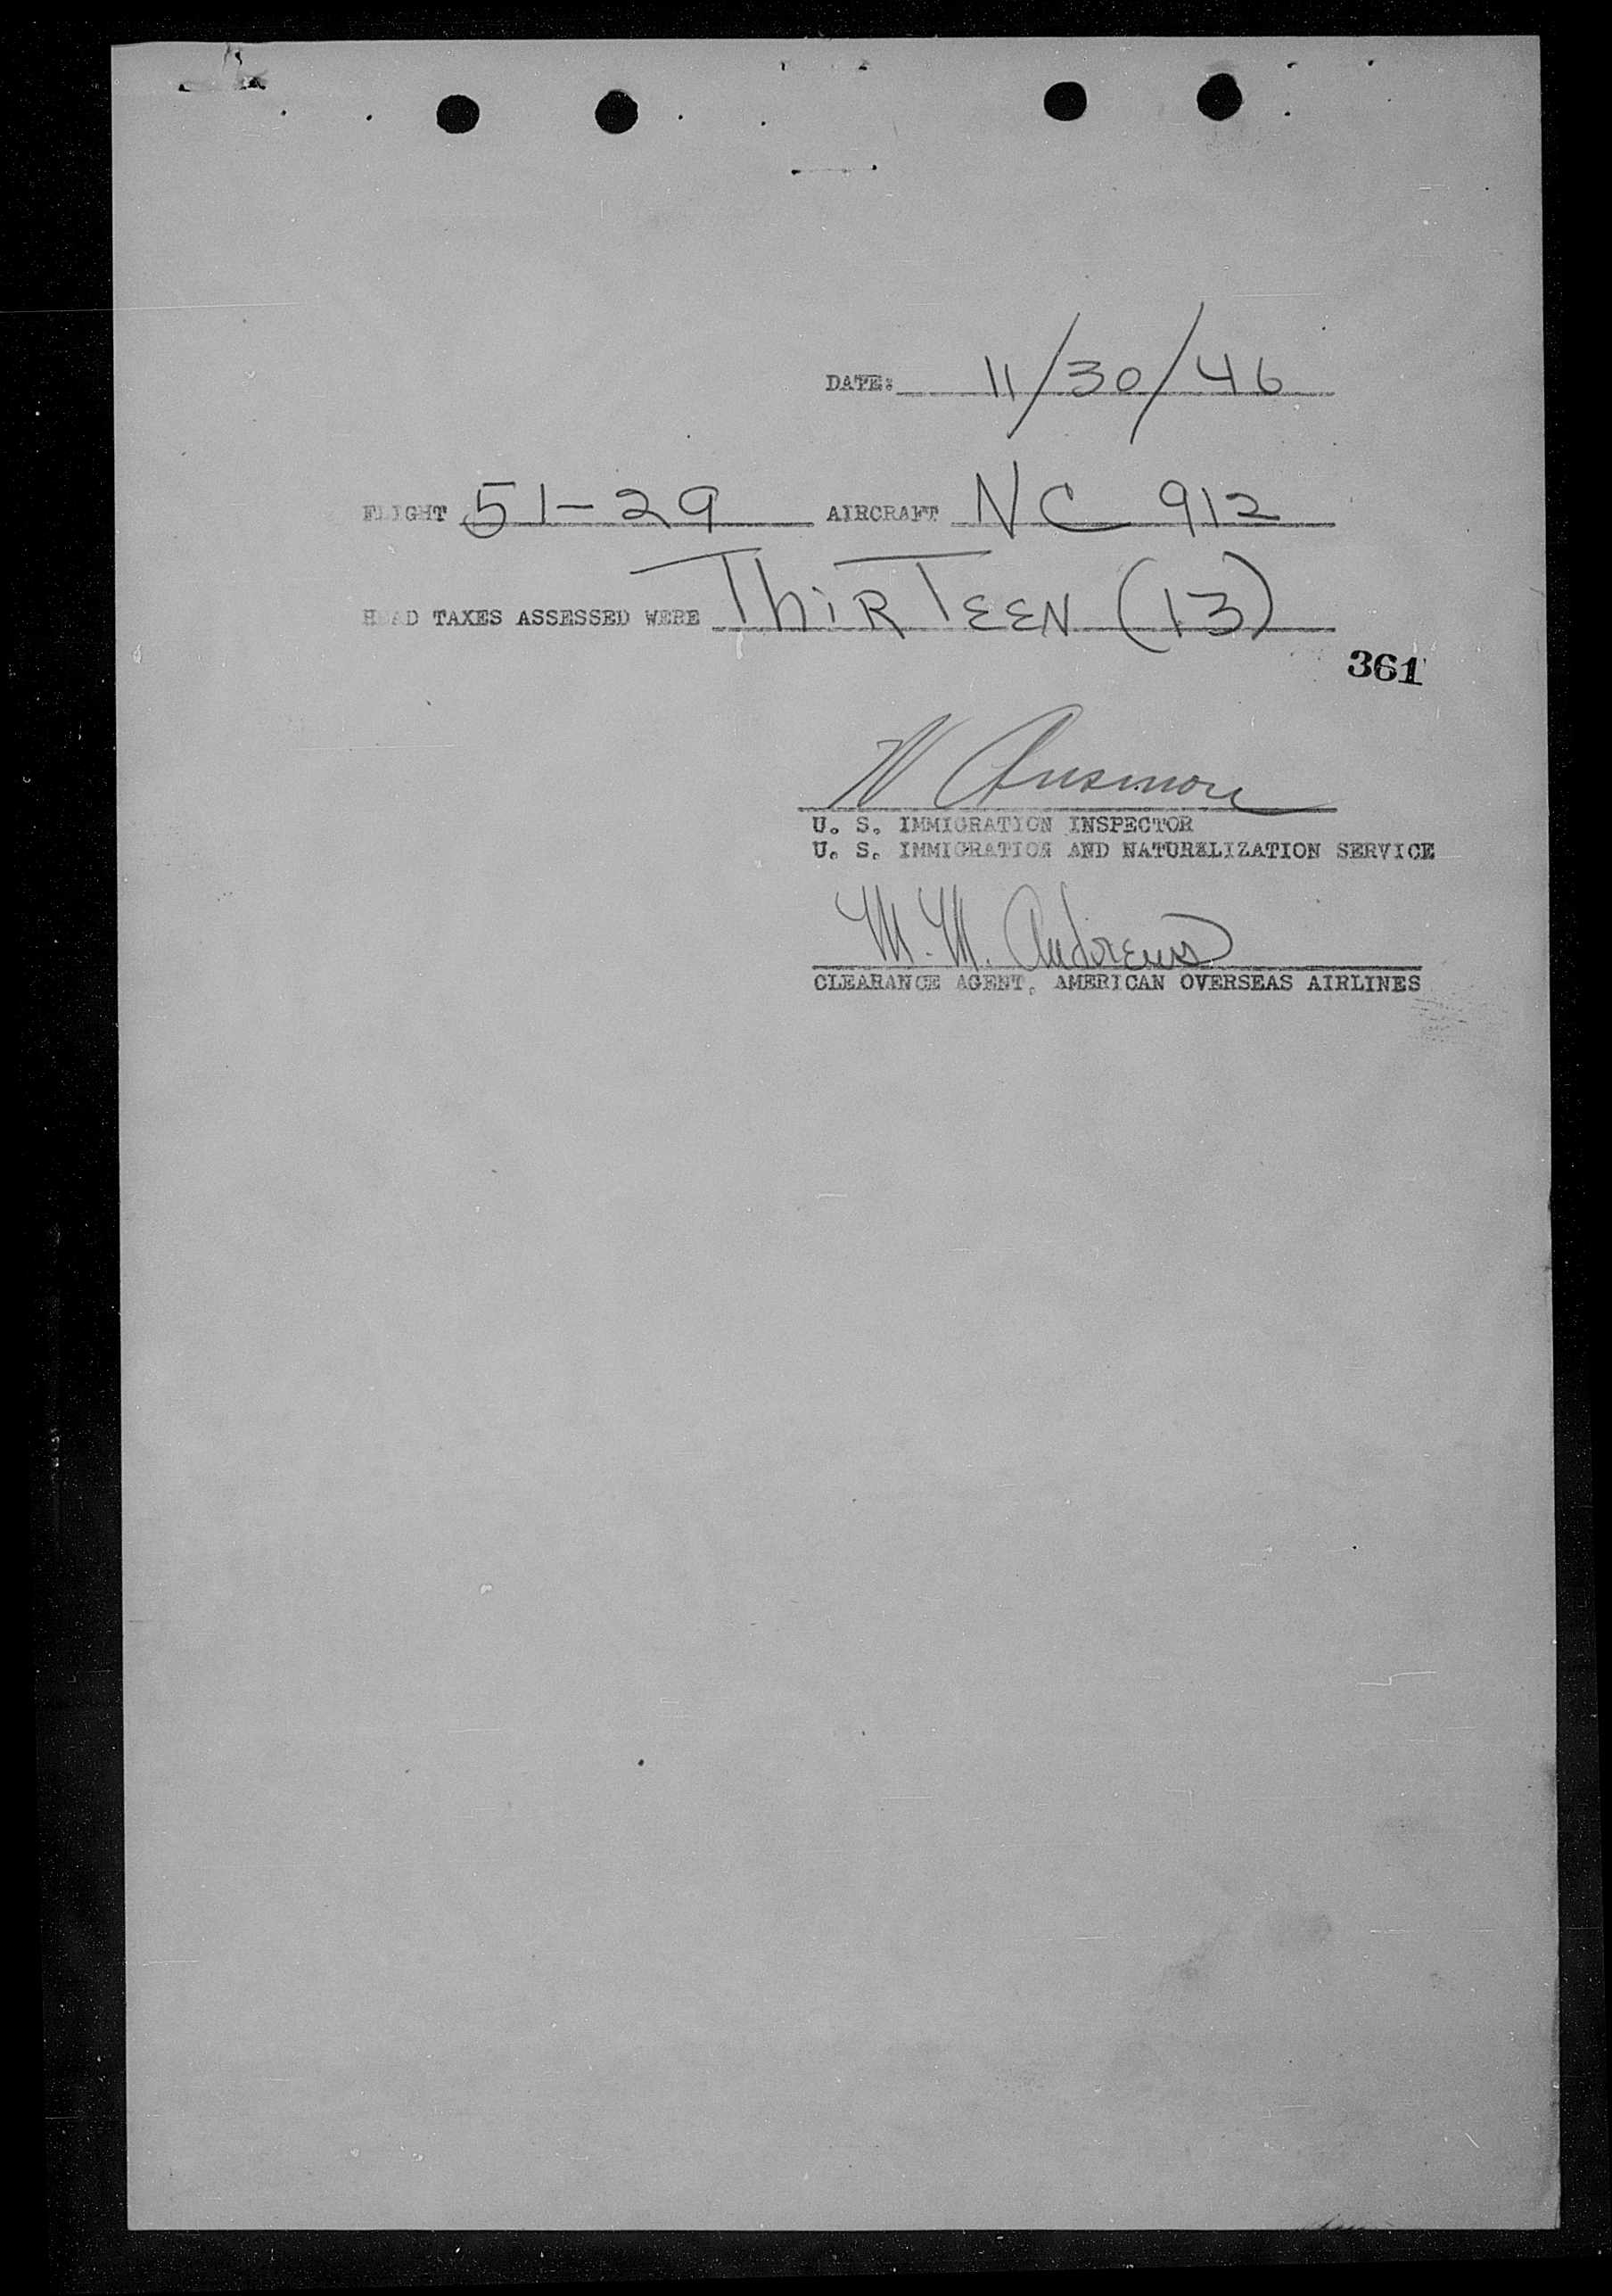 DATE: 11/30/46
FLIGHT 51-29 AIRCRAFT NC 912
HEAD TAXES ASSESSED WERE ThirTEEN (13)
361
U. S. IMMIGRATION INSPECTOR
U. S. IMMIGRATION AND NATURALIZATION SERVICE
M. M. Andrews
CLEARANCE AGENT, AMERICAN OVERSEAS AIRLINES